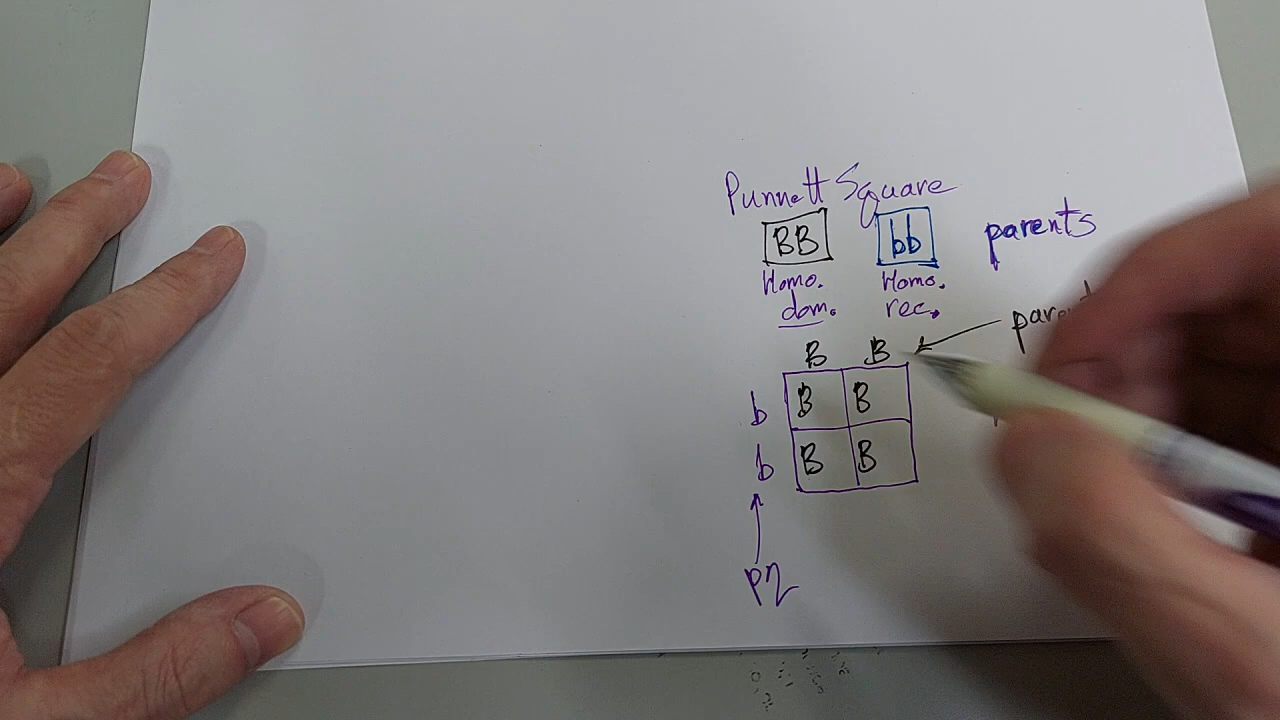 Punnett Square
BB bb parents
Homo. Homo.
dom. rec.
B B
b B B
b B B
P2